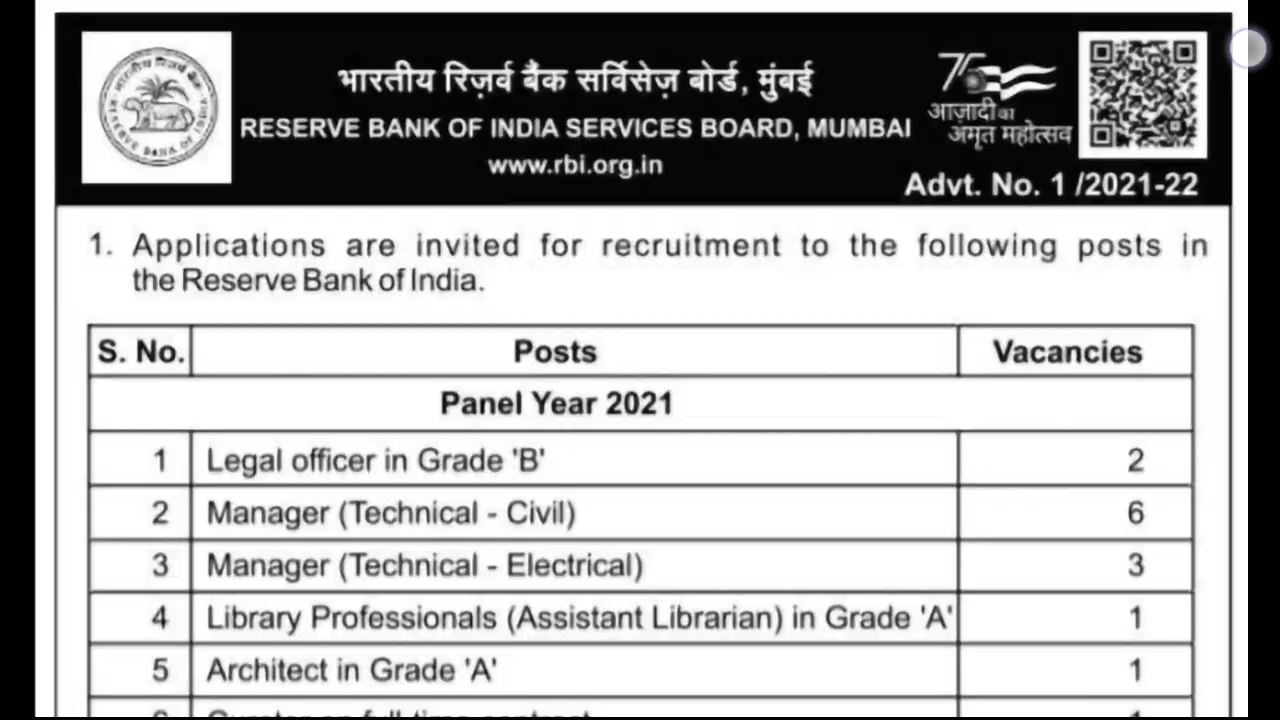 भारतीय रिज़र्व बैंक सर्विसेज़ बोर्ड, मुंबई
RESERVE BANK OF INDIA SERVICES BOARD, MUMBAI
www.rbi.org.in
75
आज़ादी का
अमृत महोत्सव
Advt. No. 1 /2021-22
1. Applications are invited for recruitment to the following posts in
the Reserve Bank of India.
S. No. Posts Vacancies
Panel Year 2021
1 Legal officer in Grade 'B' 2
2 Manager (Technical - Civil) 6
3 Manager (Technical - Electrical) 3
4 Library Professionals (Assistant Librarian) in Grade 'A' 1
5 Architect in Grade 'A' 1